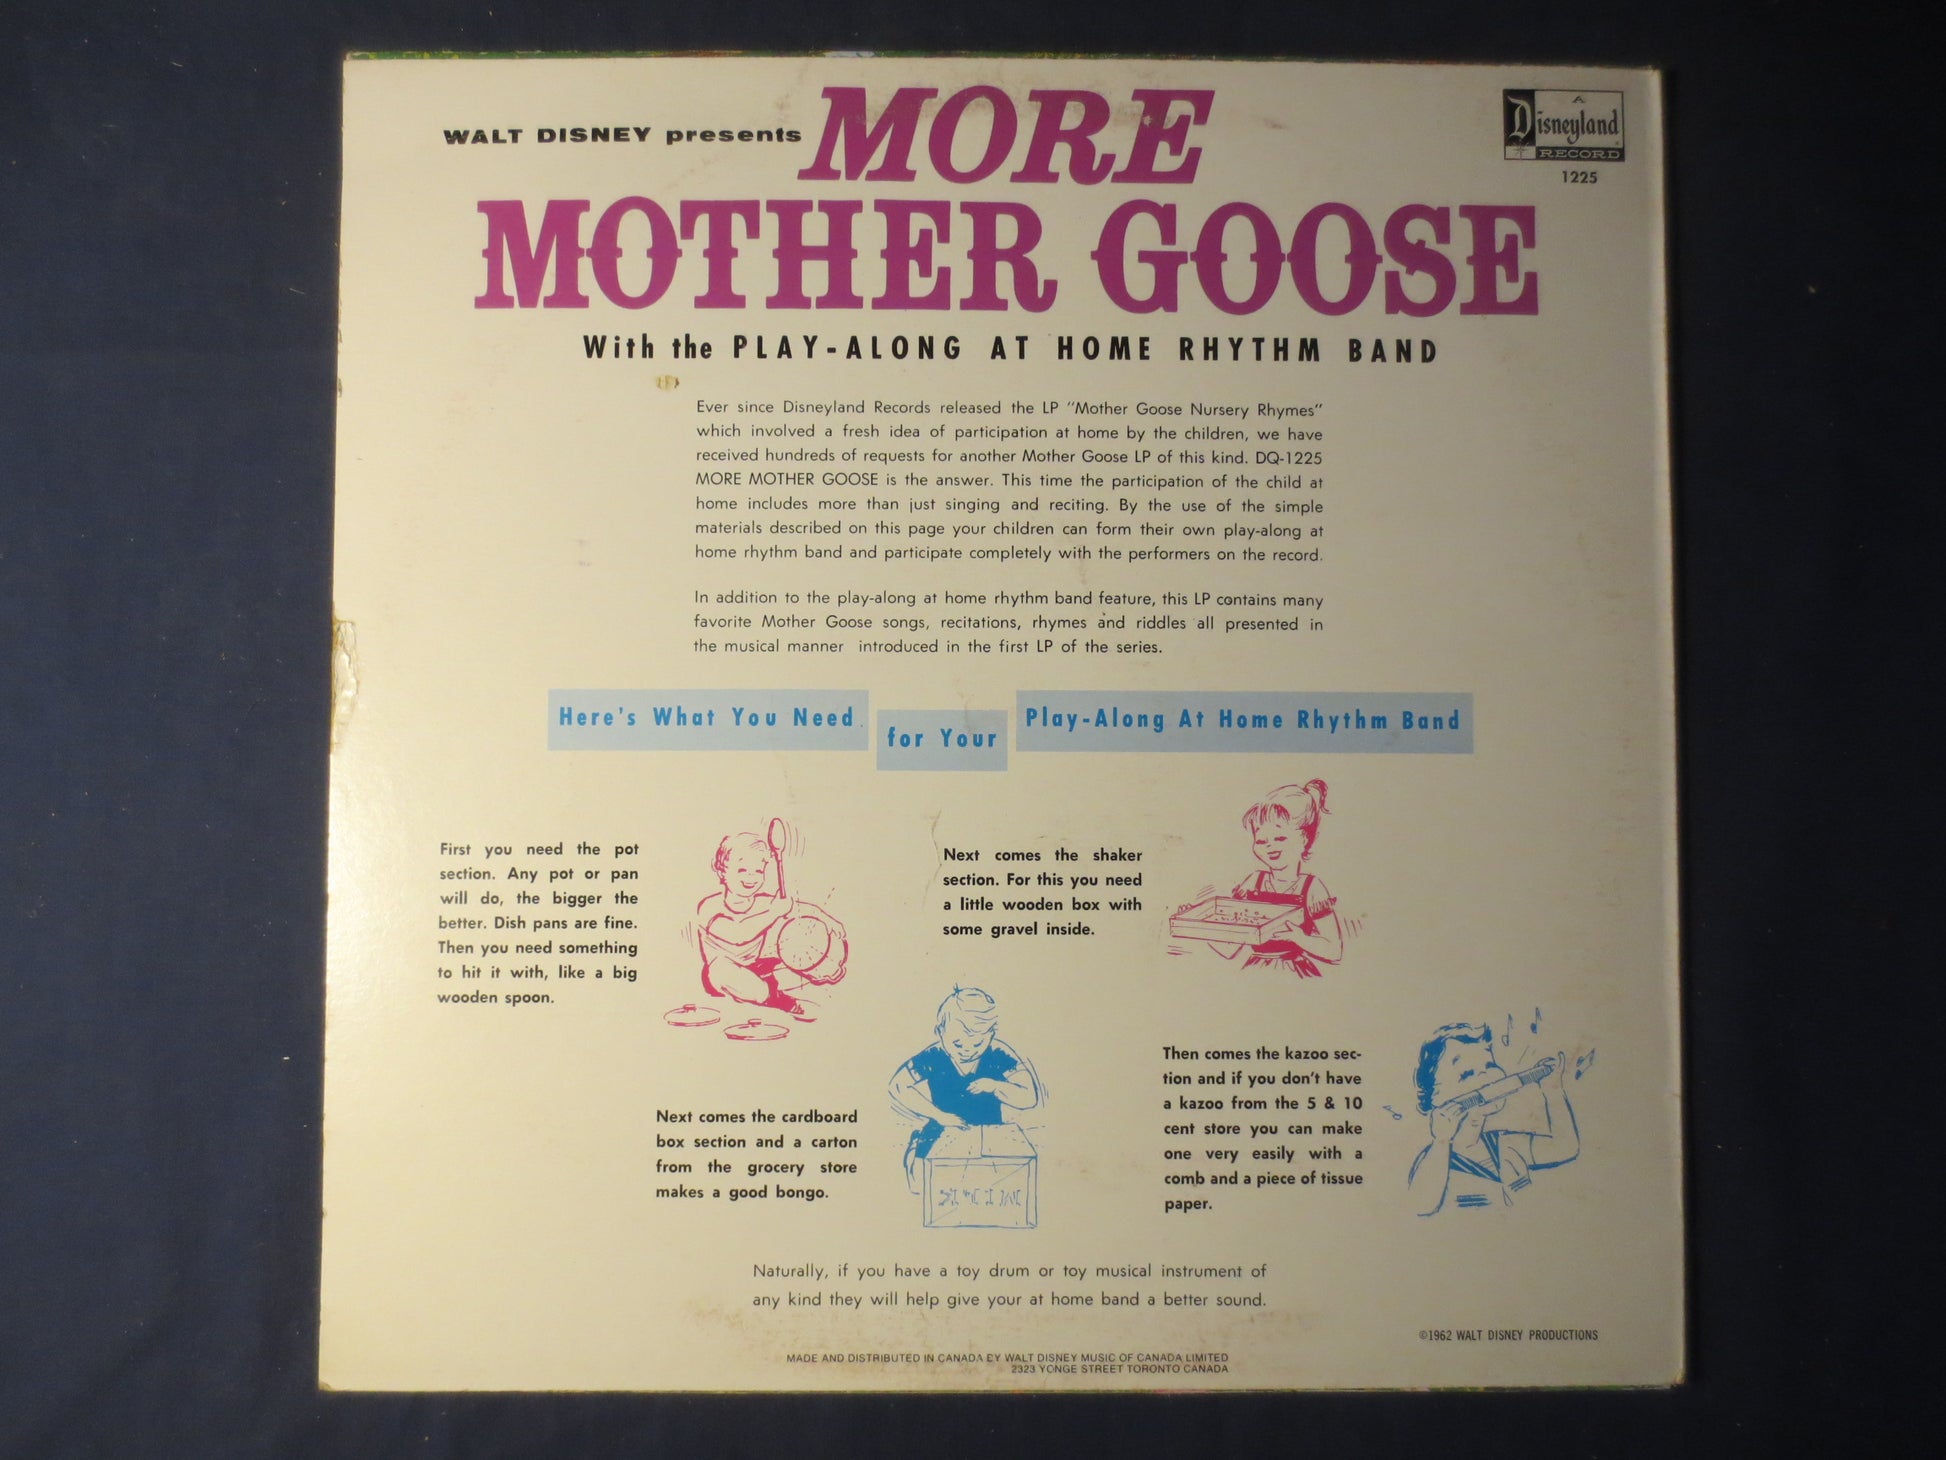 WALT DISNEY presents MORE
A
Disneyland
RECORD
1225
MOTHER GOOSE
With the PLAY-ALONG AT HOME RHYTHM BAND
Ever since Disneyland Records released the LP "Mother Goose Nursery Rhymes"
which involved a fresh idea of participation at home by the children, we have
received hundreds of requests for another Mother Goose LP of this kind. DQ-1225
MORE MOTHER GOOSE is the answer. This time the participation of the child at
home includes more than just singing and reciting. By the use of the simple
materials described on this page your children can form their own play-along at
home rhythm band and participate completely with the performers on the record.
In addition to the play-along at home rhythm band feature, this LP contains many
favorite Mother Goose songs, recitations, rhymes and riddles all presented in
the musical manner introduced in the first LP of the series.
Here's What You Need for Your Play-Along At Home Rhythm Band
First you need the pot
section. Any pot or pan
will do, the bigger the
better. Dish pans are fine.
Then you need something
to hit it with, like a big
wooden spoon.
Next comes the shaker
section. For this you need
a little wooden box with
some gravel inside.
Next comes the cardboard
box section and a carton
from the grocery store
makes a good bongo.
Then comes the kazoo sec-
tion and if you don't have
a kazoo from the 5 & 10
cent store you can make
one very easily with a
comb and a piece of tissue
paper.
Naturally, if you have a toy drum or toy musical instrument of
any kind they will help give your at home band a better sound.
©1962 WALT DISNEY PRODUCTIONS
MADE AND DISTRIBUTED IN CANADA BY WALT DISNEY MUSIC OF CANADA LIMITED
2323 YONGE STREET TORONTO CANADA